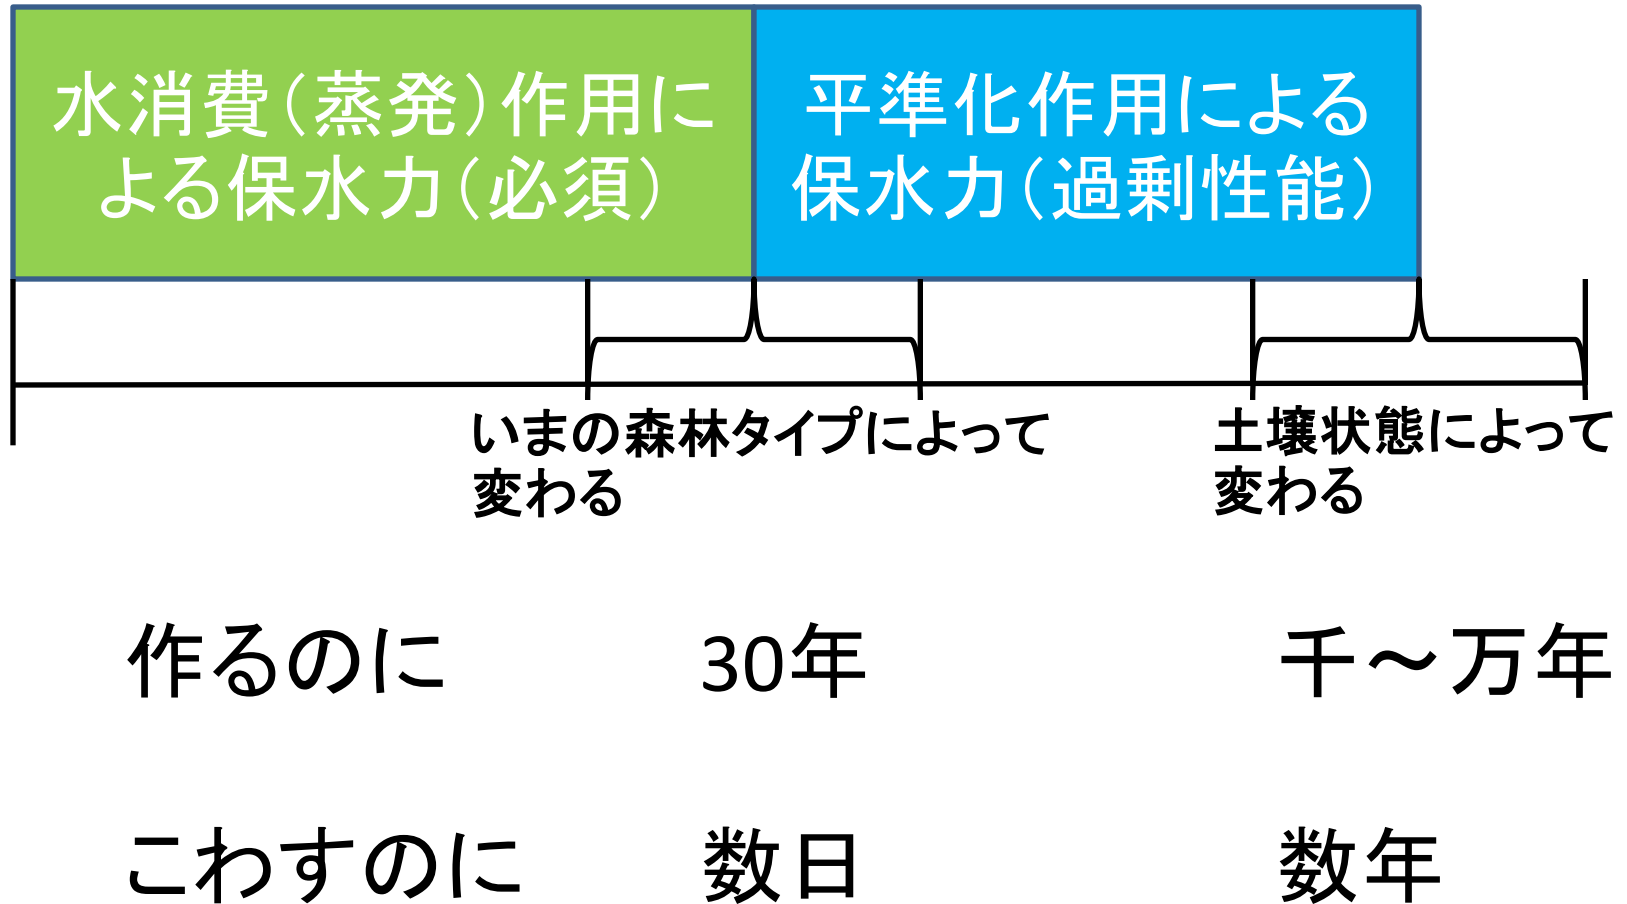 水消費（蒸発）作用に
よる保水力（必須）
平準化作用による
保水力（過剰性能）
いまの森林タイプによって
変わる
土壌状態によって
変わる
作るのに 30年 千～万年
こわすのに 数日 数年